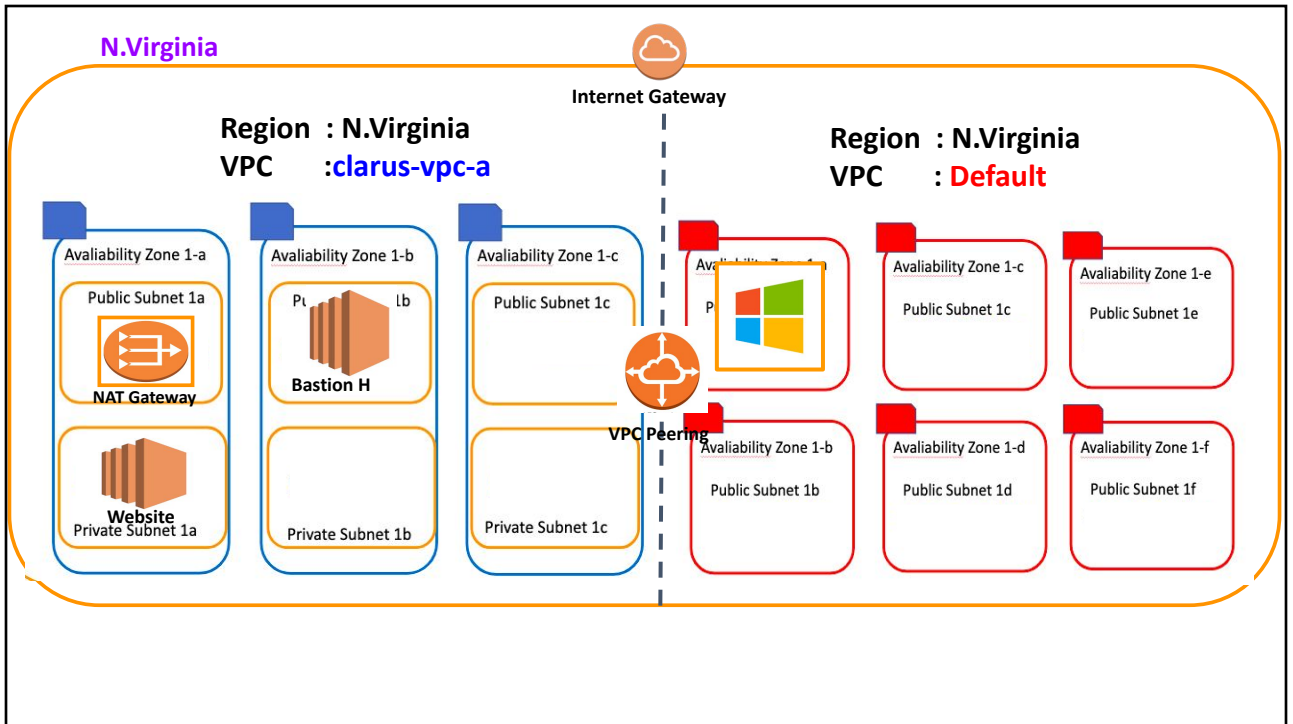 N.Virginia
Internet Gateway
Region : N.Virginia
VPC :clarus-vpc-a
Region : N.Virginia
VPC : Default
Avaliability Zone 1-a
Public Subnet 1a
NAT Gateway
Website
Private Subnet 1a
Avaliability Zone 1-b
1b
Bastion H
Private Subnet 1b
Avaliability Zone 1-c
Public Subnet 1c
Private Subnet 1c
VPC Peering
Avaliability Zone 1-c
Public Subnet 1c
Avaliability Zone 1-e
Public Subnet 1e
Avaliability Zone 1-b
Public Subnet 1b
Avaliability Zone 1-d
Public Subnet 1d
Avaliability Zone 1-f
Public Subnet 1f